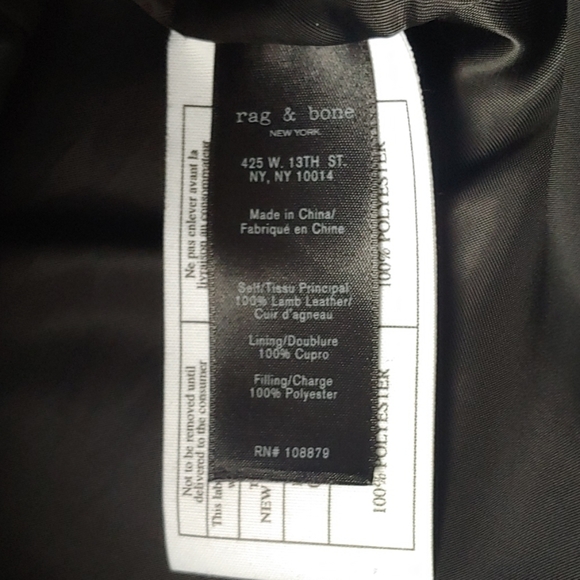 rag & bone
NEW YORK
425 W. 13TH ST.
NY, NY 10014
Made in China/
Fabriqué en Chine
Self/Tissu Principal
100% Lamb Leather/
Cuir d'agneau
Lining/Doublure
100% Cupro
Filling/Charge
100% Polyester
RN# 108879
Ne pas enlever avant la
livraison au consommateur
100% POLYESTER
Not to be removed until
delivered to the consumer
This
NEW
100% POLYESTER